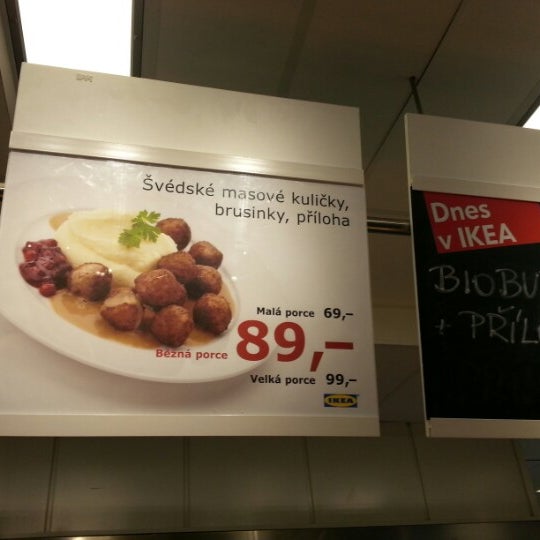 Švédské masové kuličky,
brusinky, příloha
Malá porce 69,–
Běžná porce 89,–
Velká porce 99,–
IKEA
Dnes
v IKEA
+